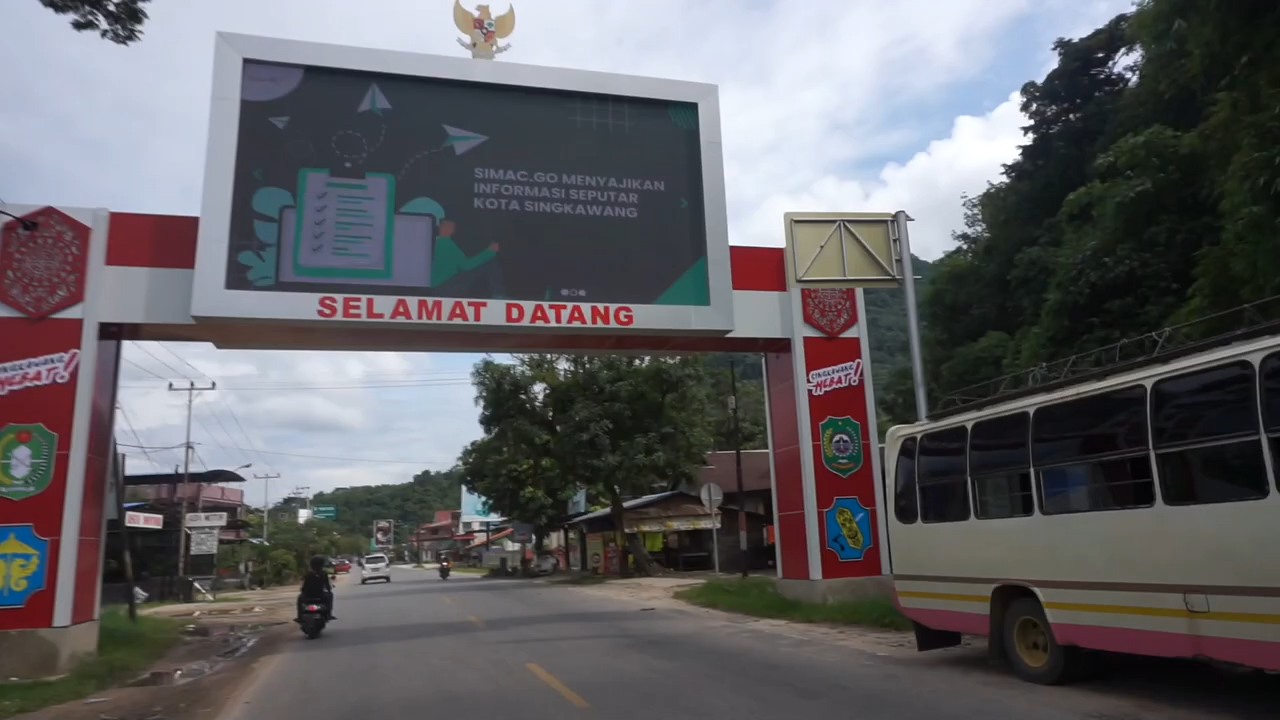 SIMAC.GO MENYAJIKAN
INFORMASI SEPUTAR
KOTA SINGKAWANG
SELAMAT DATANG
SINGKAWANG
HEBAT!
SINGKAWANG
HEBAT!